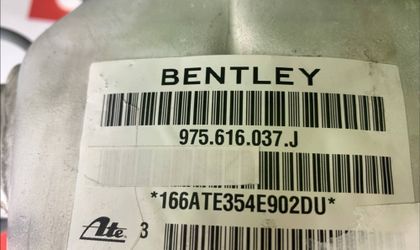 BENTLEY
975.616.037.J
*166ATE354E902DU*
Ate 3